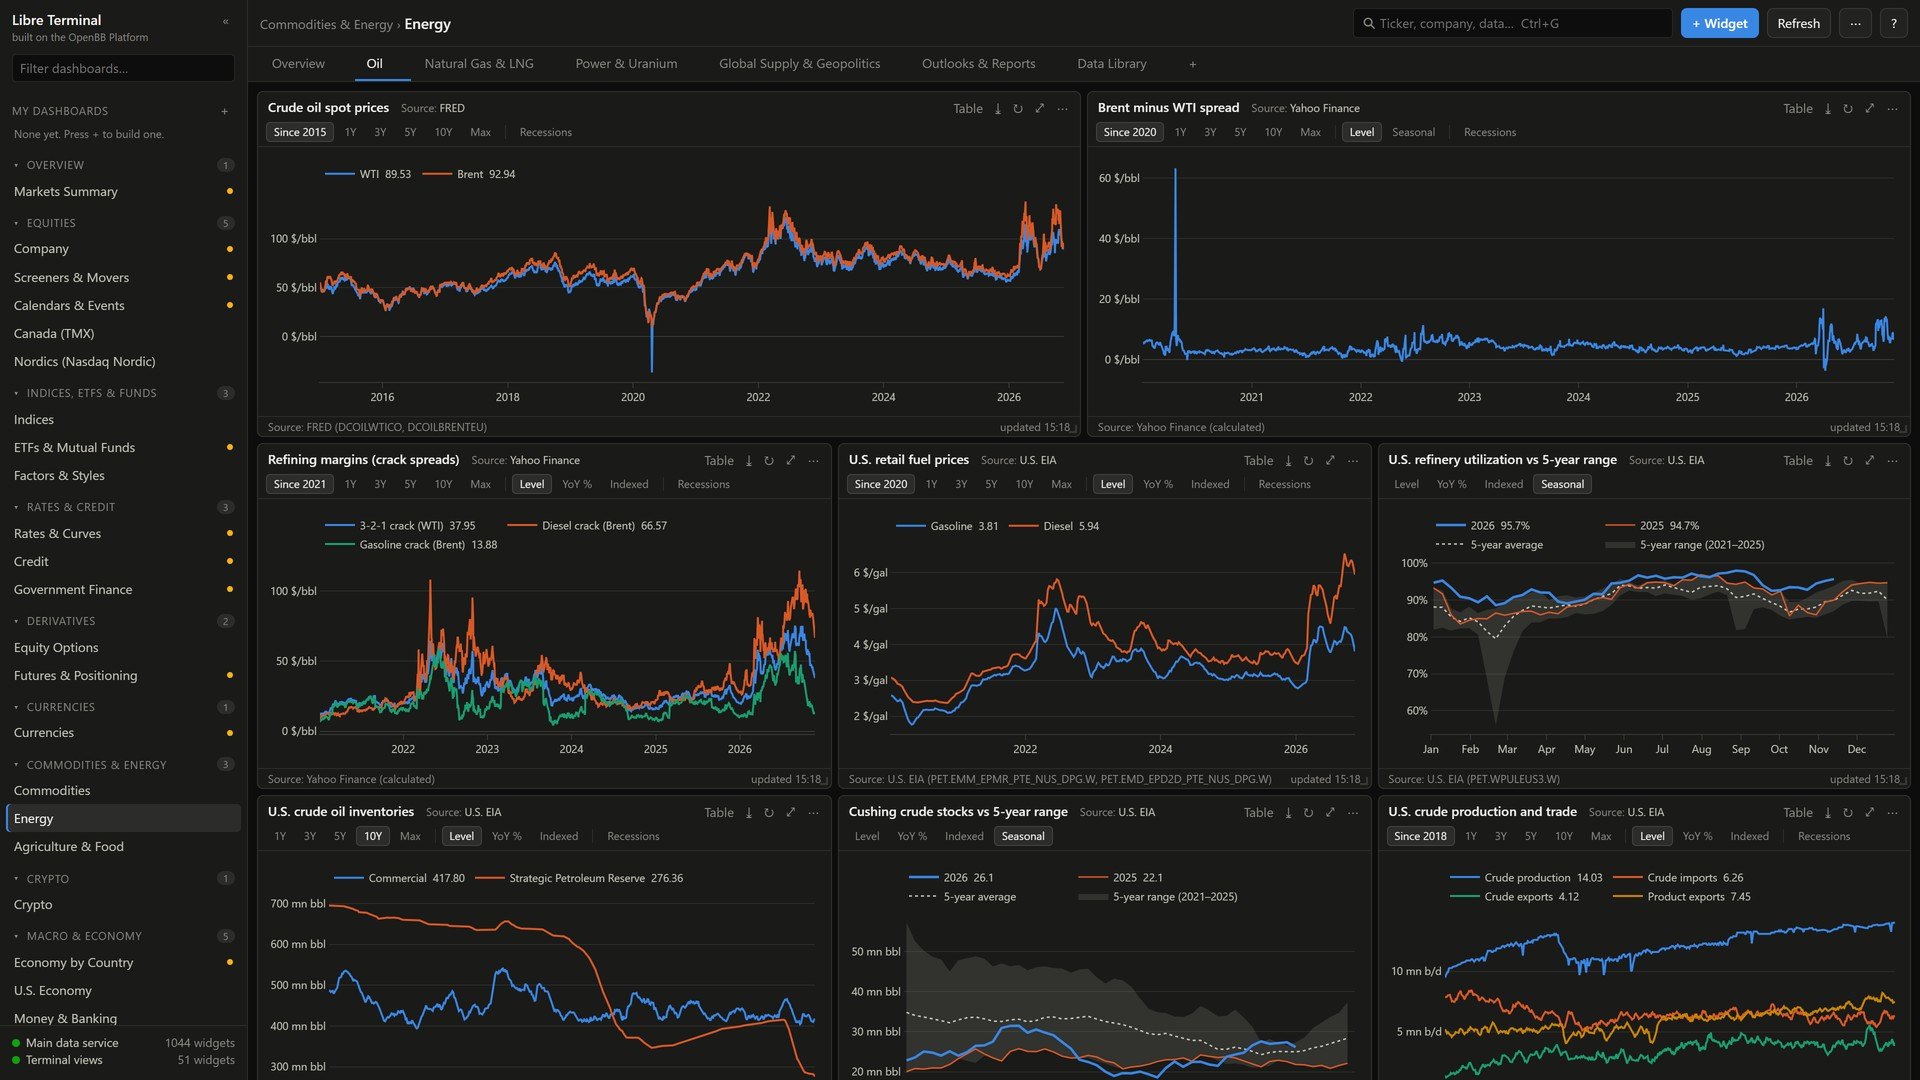 Libre Terminal «
built on the OpenBB Platform
Filter dashboards...
MY DASHBOARDS +
None yet. Press + to build one.
OVERVIEW 1
Markets Summary
EQUITIES 5
Company
Screeners & Movers
Calendars & Events
Canada (TMX)
Nordics (Nasdaq Nordic)
INDICES, ETFS & FUNDS 3
Indices
ETFs & Mutual Funds
Factors & Styles
RATES & CREDIT 3
Rates & Curves
Credit
Government Finance
DERIVATIVES 2
Equity Options
Futures & Positioning
CURRENCIES 1
Currencies
COMMODITIES & ENERGY 3
Commodities
Energy
Agriculture & Food
CRYPTO 1
Crypto
MACRO & ECONOMY 5
Economy by Country
U.S. Economy
Money & Banking
Main data service 1044 widgets
Terminal views 51 widgets
Commodities & Energy › Energy
Ticker, company, data... Ctrl+G
+ Widget Refresh ... ?
Overview Oil Natural Gas & LNG Power & Uranium Global Supply & Geopolitics Outlooks & Reports Data Library +
Crude oil spot prices Source: FRED Table
Since 2015 1Y 3Y 5Y 10Y Max Recessions
WTI 89.53 Brent 92.94
100 $/bbl
50 $/bbl
0 $/bbl
2016 2018 2020 2022 2024 2026
Source: FRED (DCOILWTICO, DCOILBRENTEU) updated 15:18
Brent minus WTI spread Source: Yahoo Finance Table
Since 2020 1Y 3Y 5Y 10Y Max Level Seasonal Recessions
60 $/bbl
40 $/bbl
20 $/bbl
0 $/bbl
2021 2022 2023 2024 2025 2026
Source: Yahoo Finance (calculated) updated 15:18
Refining margins (crack spreads) Source: Yahoo Finance Table
Since 2021 1Y 3Y 5Y 10Y Max Level YoY % Indexed Recessions
3-2-1 crack (WTI) 37.95 Diesel crack (Brent) 66.57
Gasoline crack (Brent) 13.88
100 $/bbl
50 $/bbl
0 $/bbl
2022 2023 2024 2025 2026
Source: Yahoo Finance (calculated) updated 15:18
U.S. retail fuel prices Source: U.S. EIA Table
Since 2020 1Y 3Y 5Y 10Y Max Level YoY % Indexed Recessions
Gasoline 3.81 Diesel 5.94
6 $/gal
5 $/gal
4 $/gal
3 $/gal
2 $/gal
2022 2024 2026
Source: U.S. EIA (PET.EMM_EPMR_PTE_NUS_DPG.W, PET.EMD_EPD2D_PTE_NUS_DPG.W) updated 15:18
U.S. refinery utilization vs 5-year range Source: U.S. EIA Table
Level YoY % Indexed Seasonal
2026 95.7% 2025 94.7%
5-year average 5-year range (2021–2025)
100%
90%
80%
70%
60%
Jan Feb Mar Apr May Jun Jul Aug Sep Oct Nov Dec
Source: U.S. EIA (PET.WPULEUS3.W) updated 15:18
U.S. crude oil inventories Source: U.S. EIA Table
1Y 3Y 5Y 10Y Max Level YoY % Indexed Recessions
Commercial 417.80 Strategic Petroleum Reserve 276.36
700 mn bbl
600 mn bbl
500 mn bbl
400 mn bbl
300 mn bbl
Cushing crude stocks vs 5-year range Source: U.S. EIA Table
Level YoY % Indexed Seasonal
2026 26.1 2025 22.1
5-year average 5-year range (2021–2025)
50 mn bbl
40 mn bbl
30 mn bbl
20 mn bbl
U.S. crude production and trade Source: U.S. EIA Table
Since 2018 1Y 3Y 5Y 10Y Max Level YoY % Indexed Recessions
Crude production 14.03 Crude imports 6.26
Crude exports 4.12 Product exports 7.45
10 mn b/d
5 mn b/d